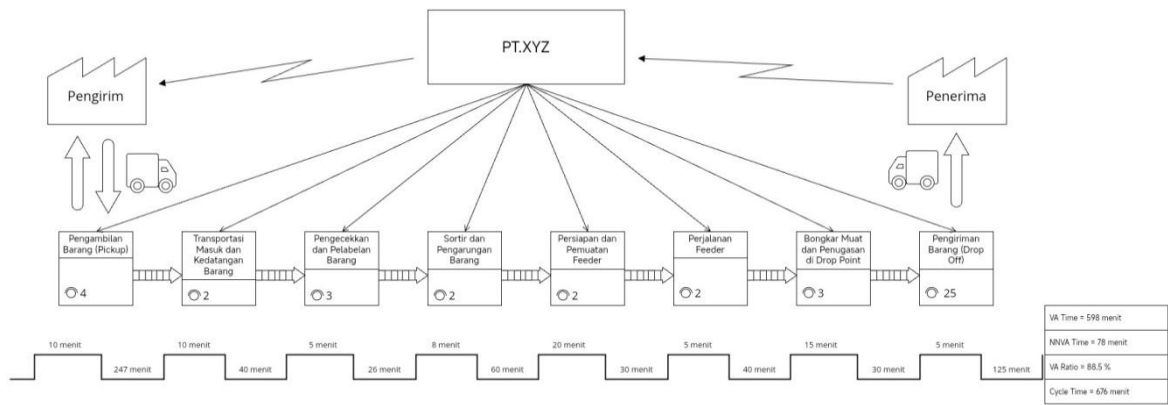 PT.XYZ
Pengirim
Penerima
Pengambilan
Barang (Pickup)
4
Transportasi
Masuk dan
Kedatangan
Barang
2
Pengecekkan
dan Pelabelan
Barang
3
Sortir dan
Pengarungan
Barang
2
Persiapan dan
Pemuatan
Feeder
2
Perjalanan
Feeder
2
Bongkar Muat
dan Penugasan
di Drop Point
3
Pengiriman
Barang (Drop
Off)
25
10 menit
247 menit
10 menit
40 menit
5 menit
26 menit
8 menit
60 menit
20 menit
30 menit
5 menit
40 menit
15 menit
30 menit
5 menit
125 menit
VA Time = 598 menit
NNVA Time = 78 menit
VA Ratio = 88.5 %
Cycle Time = 676 menit